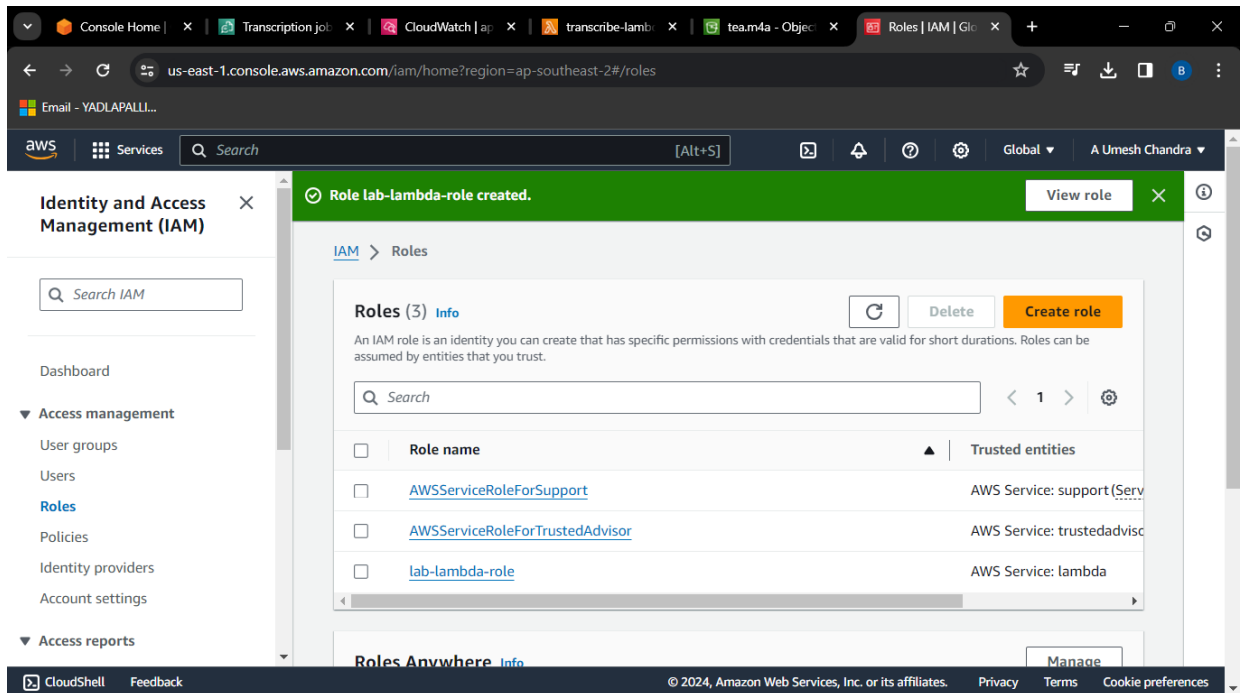 Console Home |
Transcription job
CloudWatch | ap
transcribe-lambd
tea.m4a - Object
Roles | IAM | Glo
us-east-1.console.aws.amazon.com/iam/home?region=ap-southeast-2#/roles
B
Email - YADLAPALLI...
aws
Services
Search
[Alt+S]
Global
A Umesh Chandra
Identity and Access
Management (IAM)
Search IAM
Dashboard
Access management
User groups
Users
Roles
Policies
Identity providers
Account settings
Access reports
Role lab-lambda-role created.
View role
IAM > Roles
Roles (3) Info
Delete
Create role
An IAM role is an identity you can create that has specific permissions with credentials that are valid for short durations. Roles can be
assumed by entities that you trust.
Search
1
Role name
Trusted entities
AWSServiceRoleForSupport
AWS Service: support (Serv
AWSServiceRoleForTrustedAdvisor
AWS Service: trustedadvisc
lab-lambda-role
AWS Service: lambda
Roles Anywhere Info
Manage
CloudShell
Feedback
© 2024, Amazon Web Services, Inc. or its affiliates.
Privacy
Terms
Cookie preferences